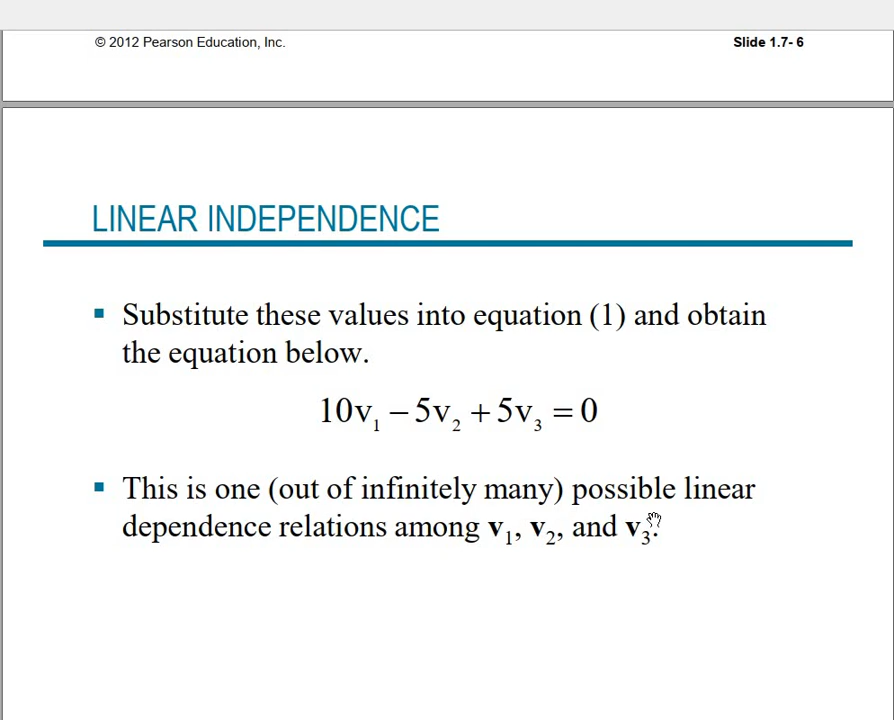 © 2012 Pearson Education, Inc.
Slide 1.7- 6
LINEAR INDEPENDENCE
▪ Substitute these values into equation (1) and obtain
the equation below.
10v₁ − 5v₂ + 5v₃ = 0
▪ This is one (out of infinitely many) possible linear
dependence relations among v₁, v₂, and v₃.